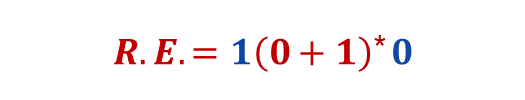 R. E. = 1(0 + 1)*0